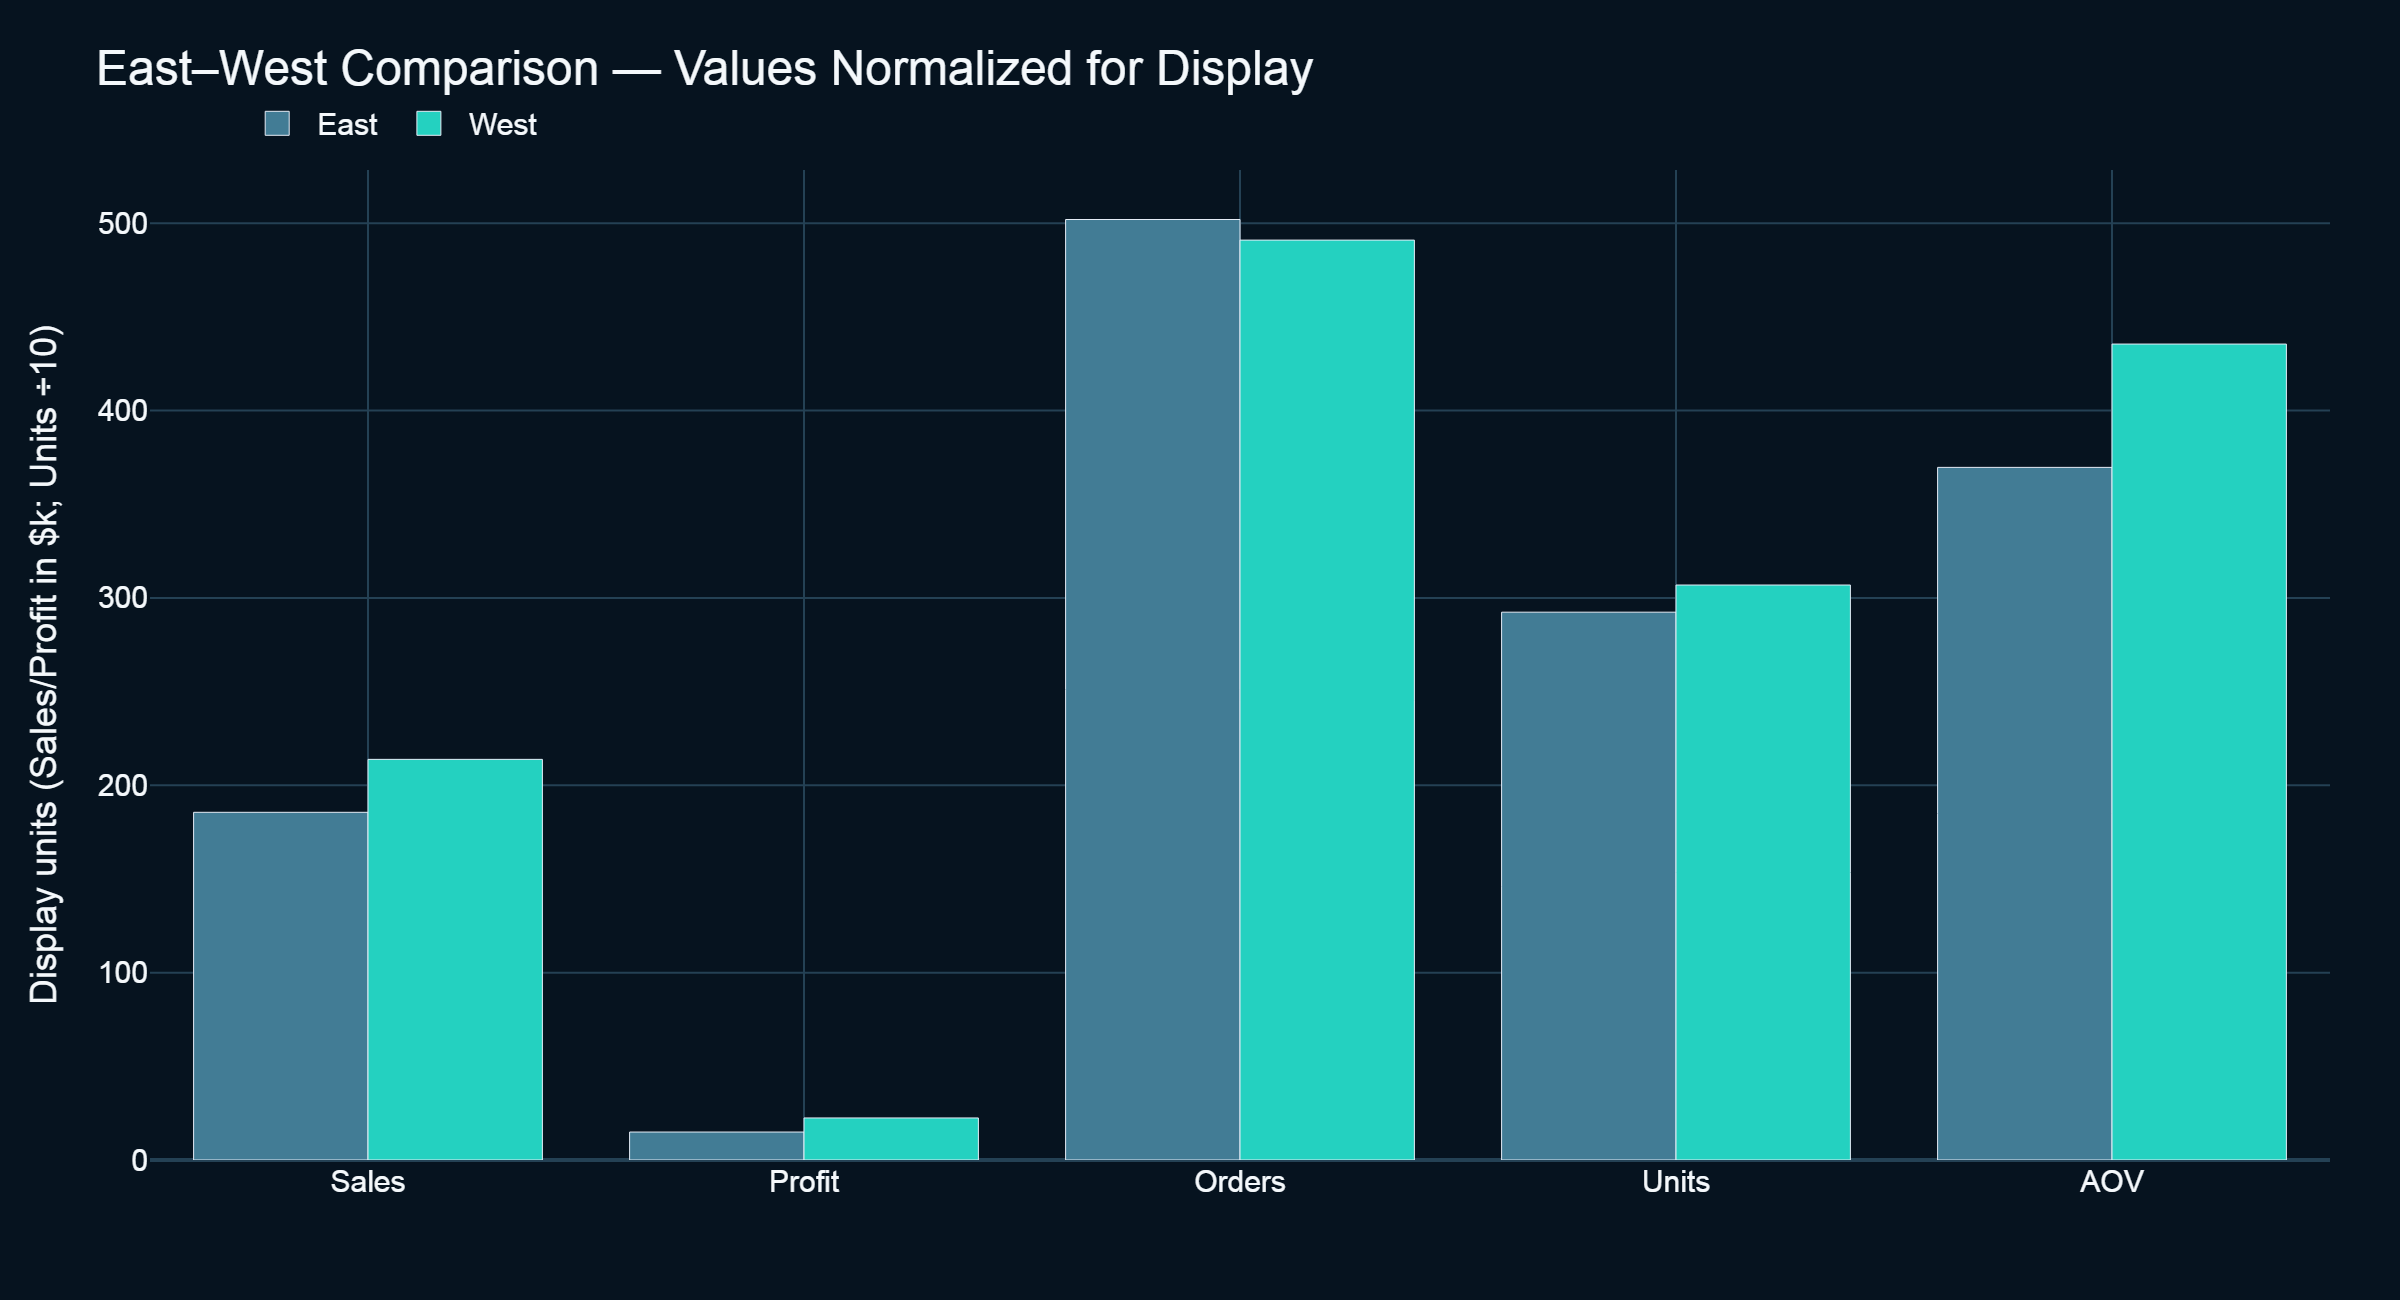 East–West Comparison — Values Normalized for Display
East
West
Display units (Sales/Profit in $k; Units ÷10)
500
400
300
200
100
0
Sales
Profit
Orders
Units
AOV